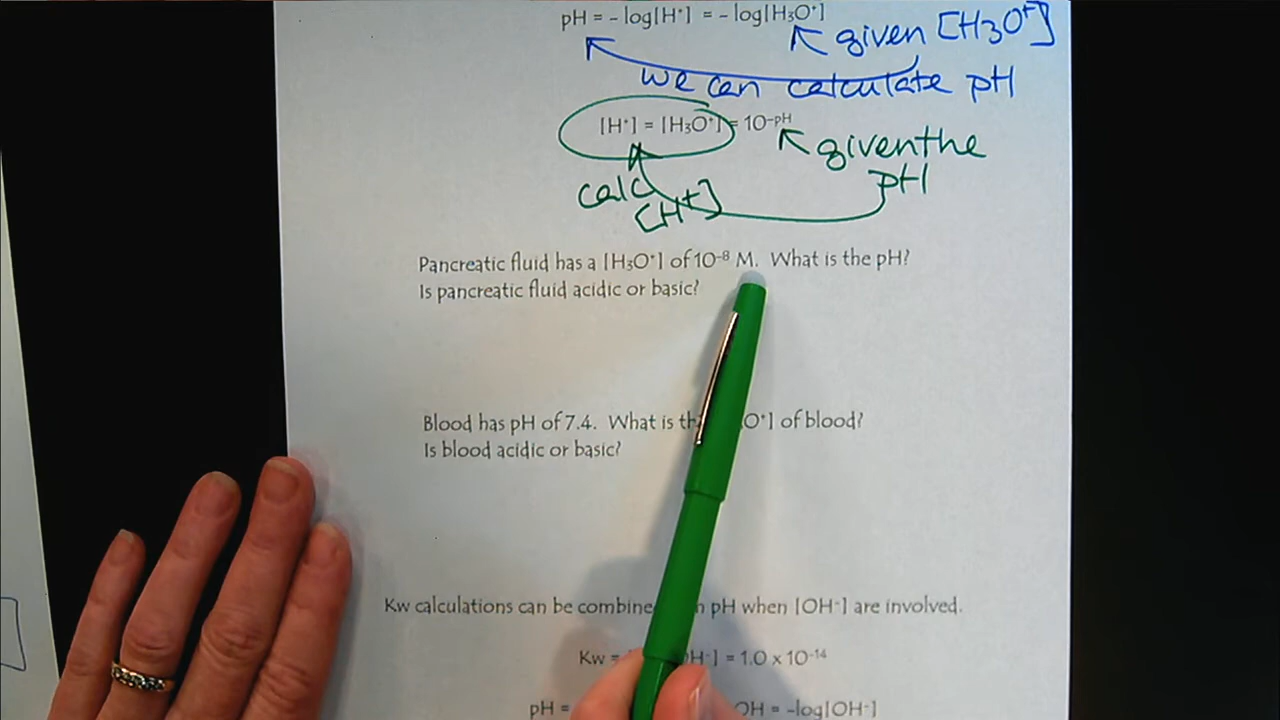 pH = - log[H⁺] = - log[H₃O⁺]
given [H3O⁺]
we can calculate pH
[H⁺] = [H₃O⁺] = 10⁻ᵖᴴ
given the
pH
calc
[H⁺]
Pancreatic fluid has a [H₃O⁺] of 10⁻⁸ M. What is the pH?
Is pancreatic fluid acidic or basic?
Blood has pH of 7.4. What is O⁺] of blood?
Is blood acidic or basic?
Kw calculations can be pH when [OH⁻] are involved.
Kw = OH⁻] = 1.0 x 10⁻¹⁴
pH = OH = -log[OH⁻]